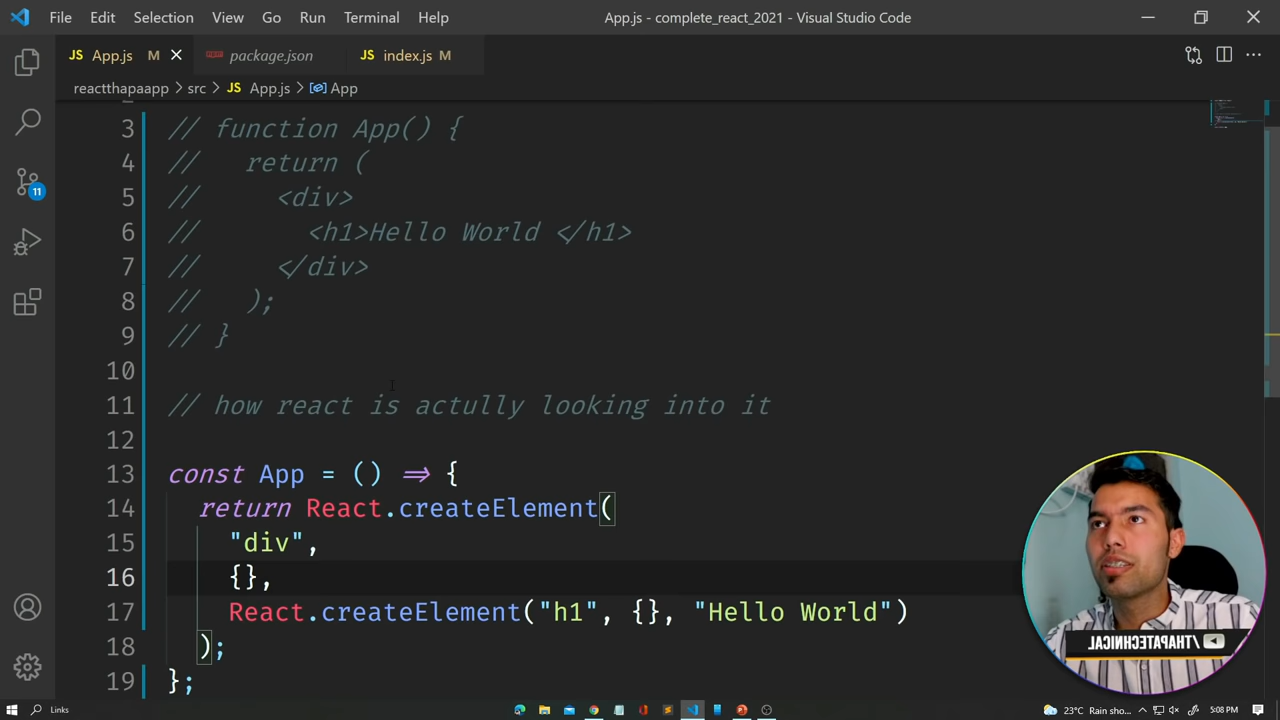 File Edit Selection View Go Run Terminal Help App.js - complete_react_2021 - Visual Studio Code
JS App.js M package.json JS index.js M
reactthapaapp > src > JS App.js > App
3 // function App() {
4 //   return (
5 //     <div>
6 //       <h1>Hello World </h1>
7 //     </div>
8 //   );
9 // }
10
11 // how react is actully looking into it
12
13 const App = () => {
14   return React.createElement(
15     "div",
16     {},
17     React.createElement("h1", {}, "Hello World")
18   );
19 };
11
/THAPATECHNICAL
Links 23°C Rain sho... 5:08 PM